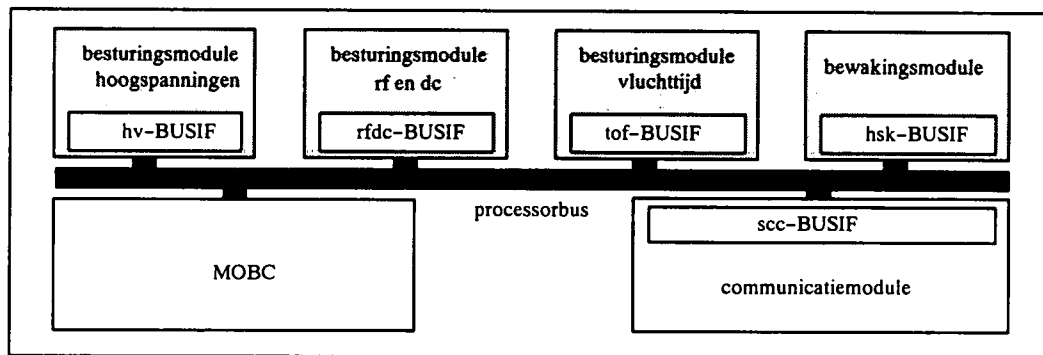 besturingsmodule
hoogspanningen
hv-BUSIF
besturingsmodule
rf en dc
rfdc-BUSIF
besturingsmodule
vluchttijd
tof-BUSIF
bewakingsmodule
hsk-BUSIF
processorbus
MOBC
scc-BUSIF
communicatiemodule